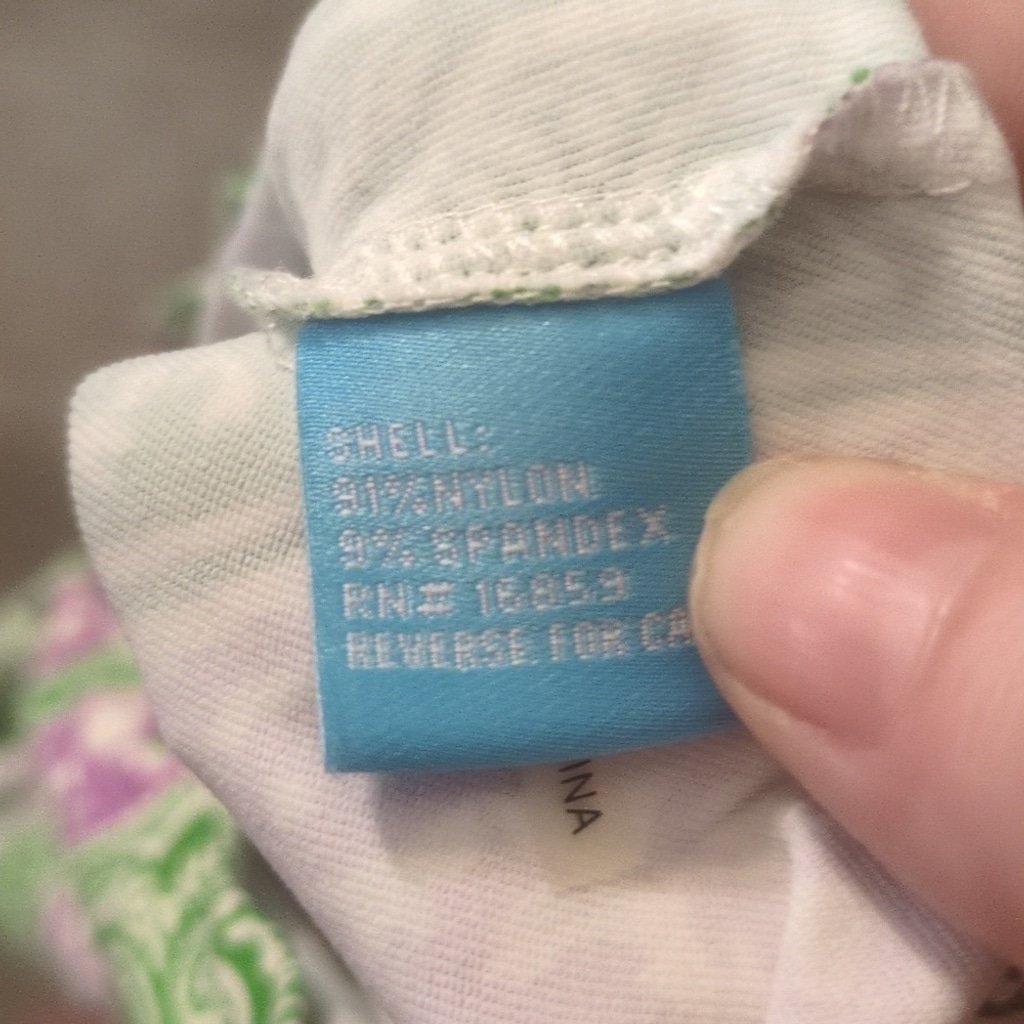 SHELL:
91%NYLON
9% SPANDEX
RN# 16859
REVERSE FOR CA
INA